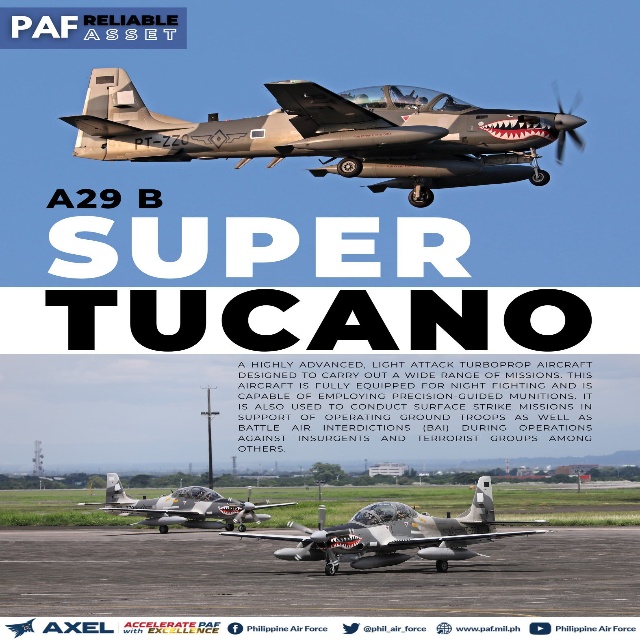 PAF RELIABLE
ASSET
PT-ZZC
A29 B
SUPER
TUCANO
A HIGHLY ADVANCED, LIGHT ATTACK TURBOPROP AIRCRAFT
DESIGNED TO CARRY OUT A WIDE RANGE OF MISSIONS. THIS
AIRCRAFT IS FULLY EQUIPPED FOR NIGHT FIGHTING AND IS
CAPABLE OF EMPLOYING PRECISION-GUIDED MUNITIONS. IT
IS ALSO USED TO CONDUCT SURFACE STRIKE MISSIONS IN
SUPPORT OF OPERATING GROUND TROOPS AS WELL AS
BATTLE AIR INTERDICTIONS (BAI) DURING OPERATIONS
AGAINST INSURGENTS AND TERRORIST GROUPS AMONG
OTHERS.
AXEL ACCELERATE PAF
with EXCELLENCE
Philippine Air Force @phil_air_force www.paf.mil.ph Philippine Air Force